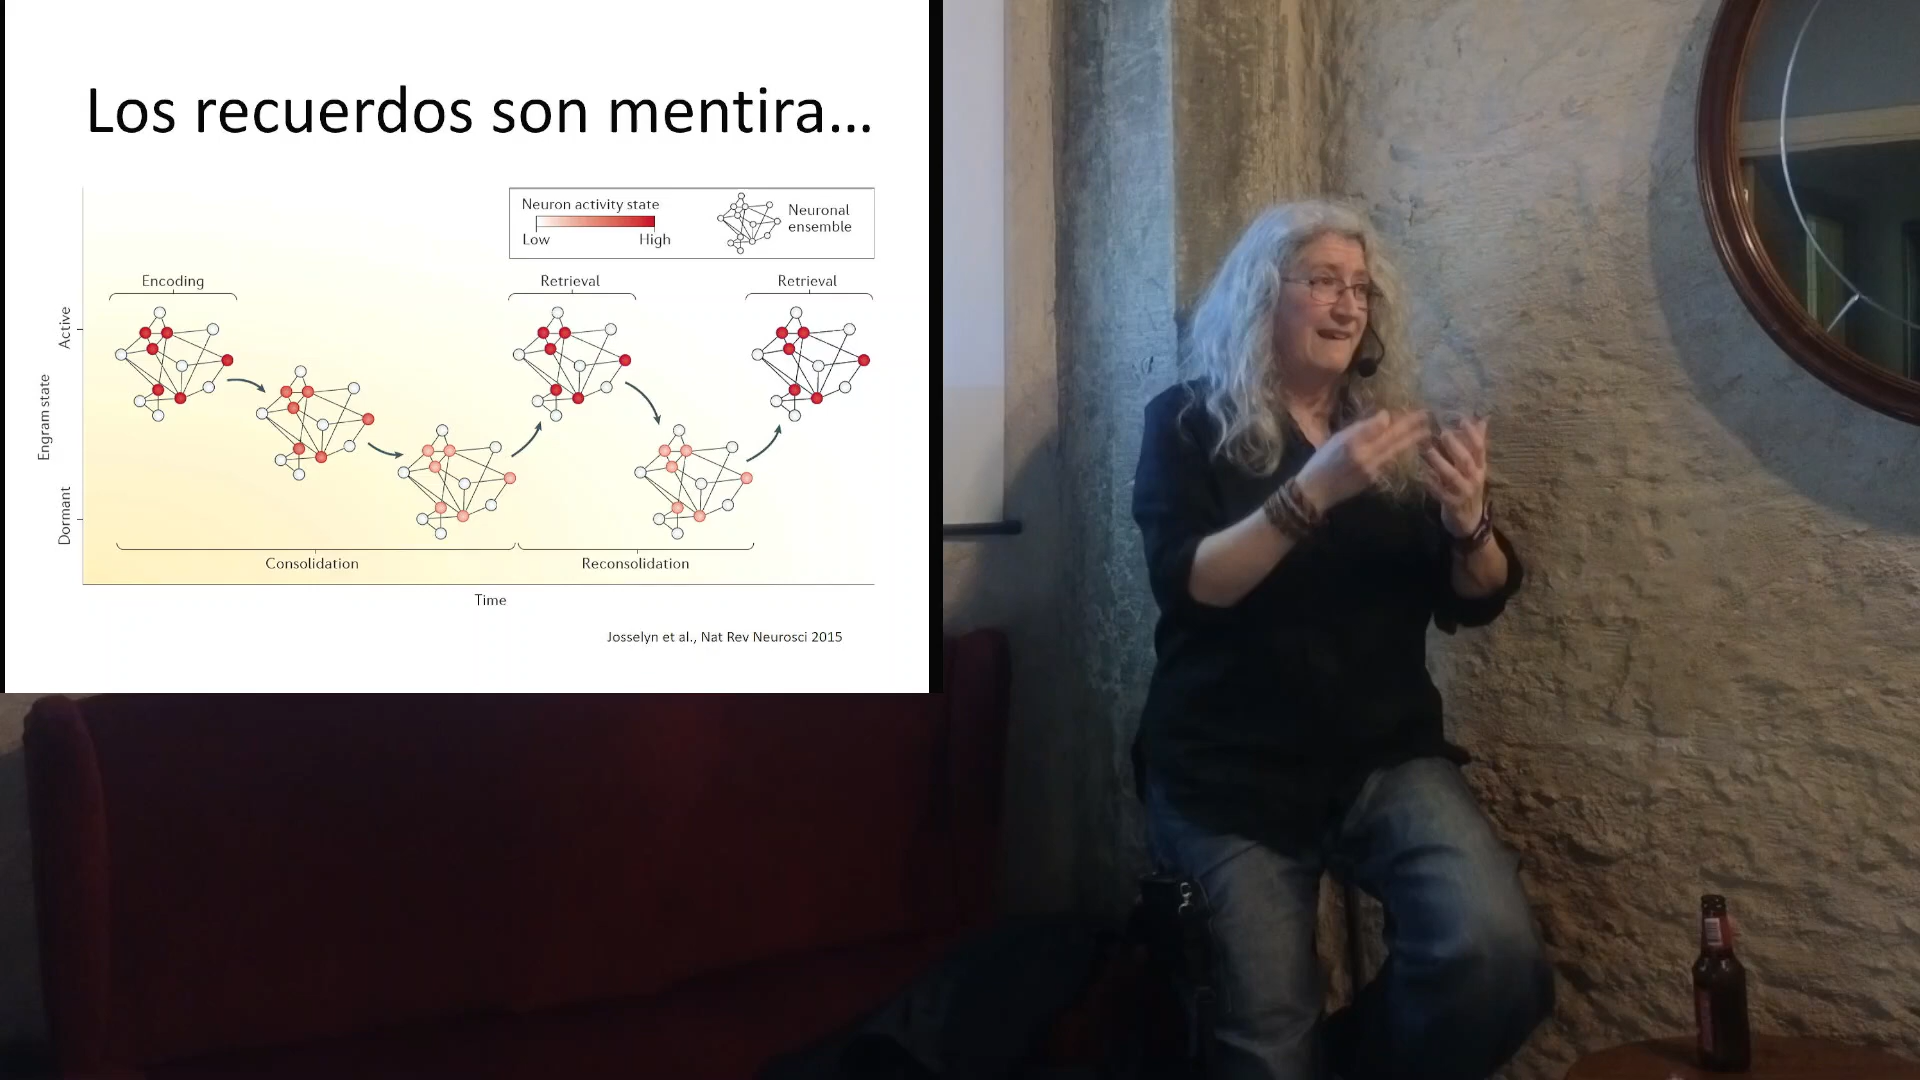 Los recuerdos son mentira...
Neuron activity state
Low
High
Neuronal
ensemble
Encoding
Retrieval
Retrieval
Active
Engram state
Dormant
Consolidation
Reconsolidation
Time
Josselyn et al., Nat Rev Neurosci 2015